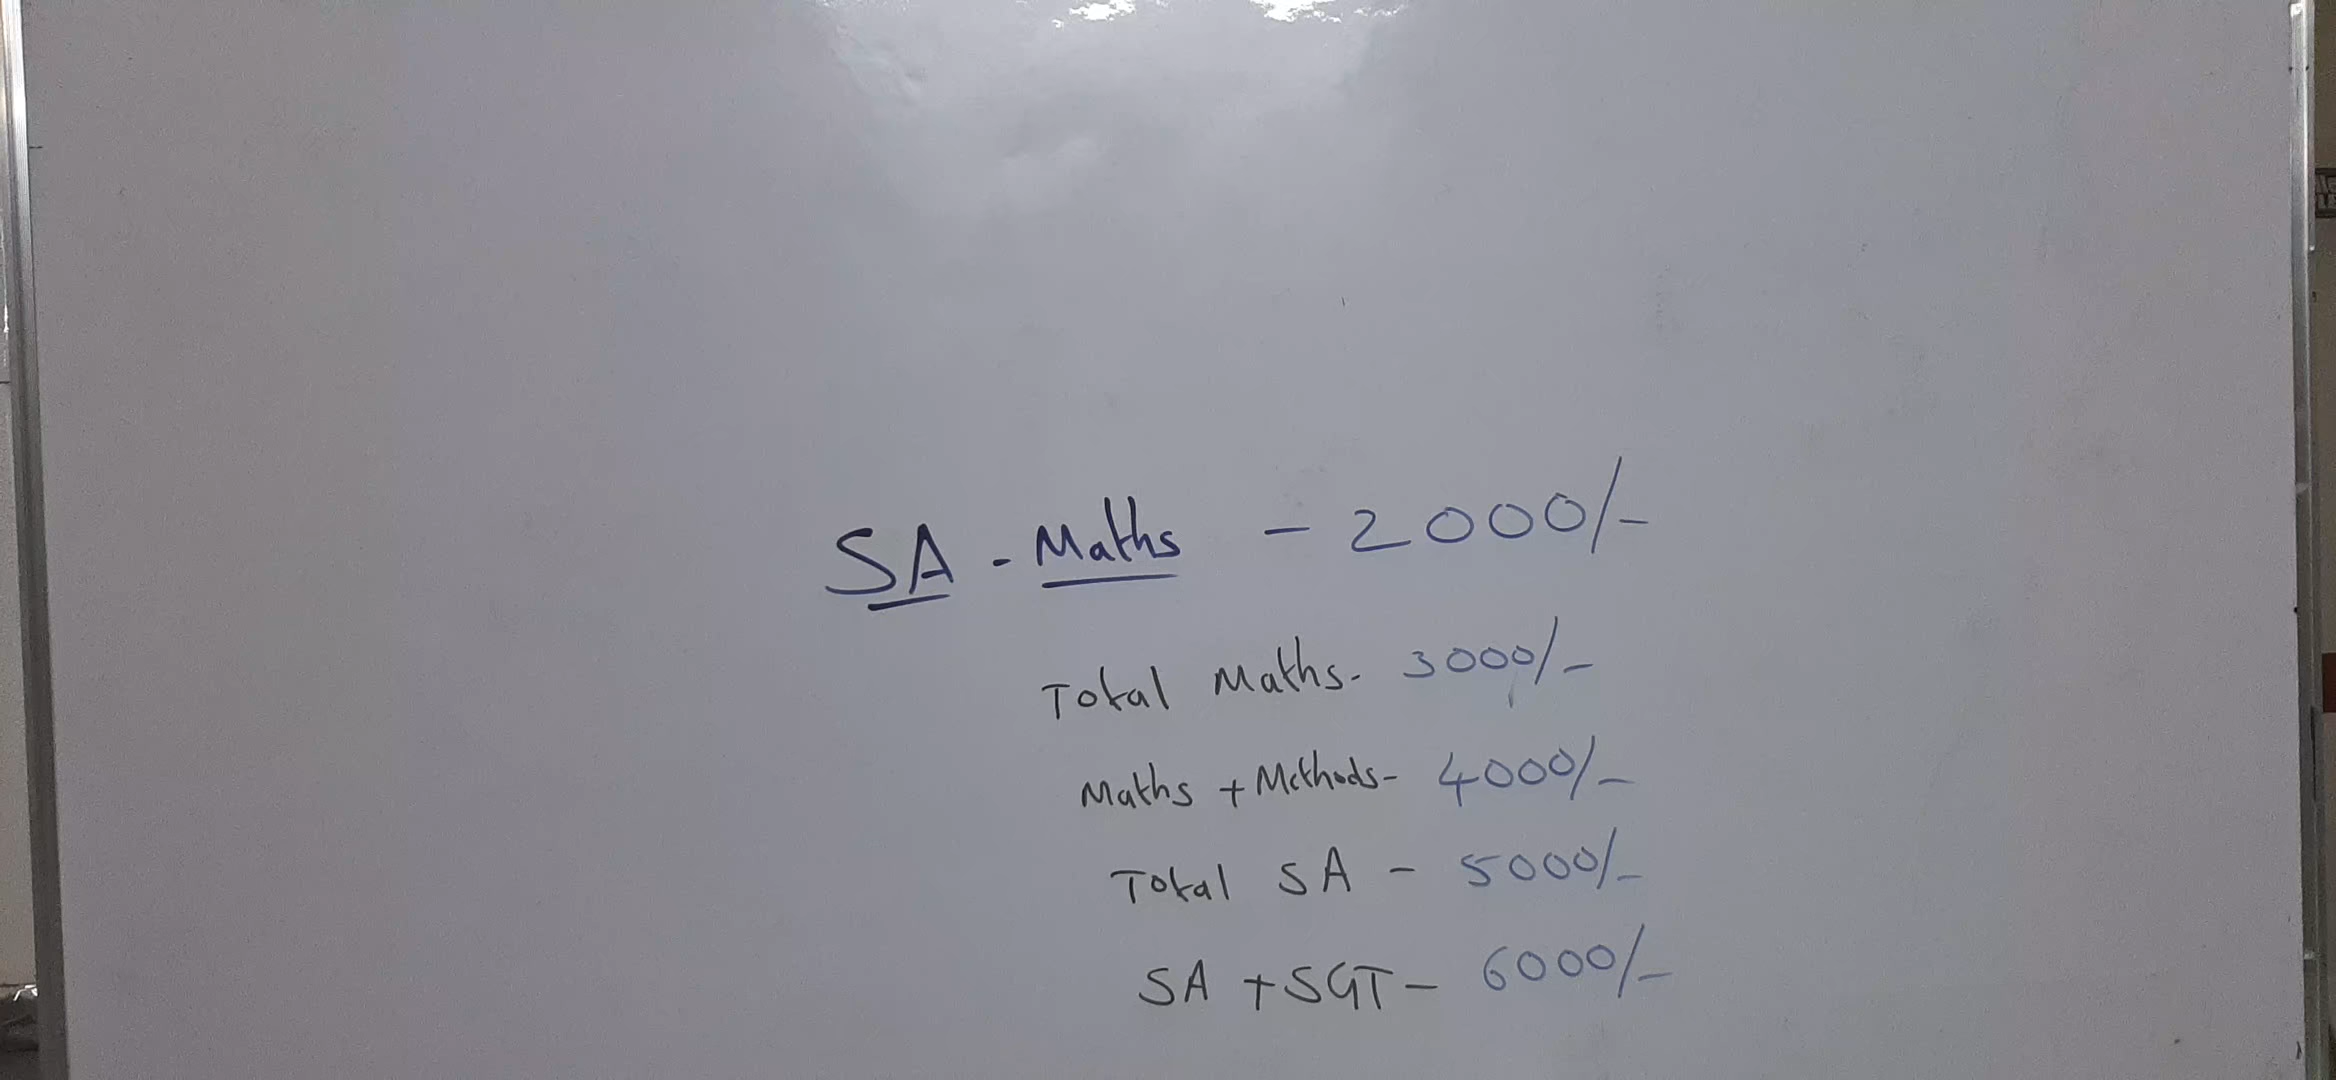 SA - Maths - 2000/-
Total Maths- 3000/-
Maths + Methods- 4000/-
Total SA - 5000/-
SA + SGT - 6000/-